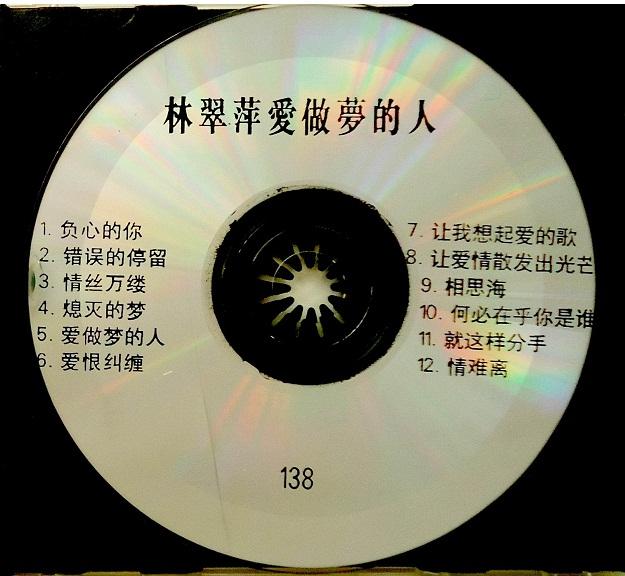 林翠萍愛做夢的人
1. 负心的你
2. 错误的停留
3. 情丝万缕
4. 熄灭的梦
5. 爱做梦的人
6. 爱恨纠缠
7. 让我想起爱的歌
8. 让爱情散发出光芒
9. 相思海
10. 何必在乎你是谁
11. 就这样分手
12. 情难离
138